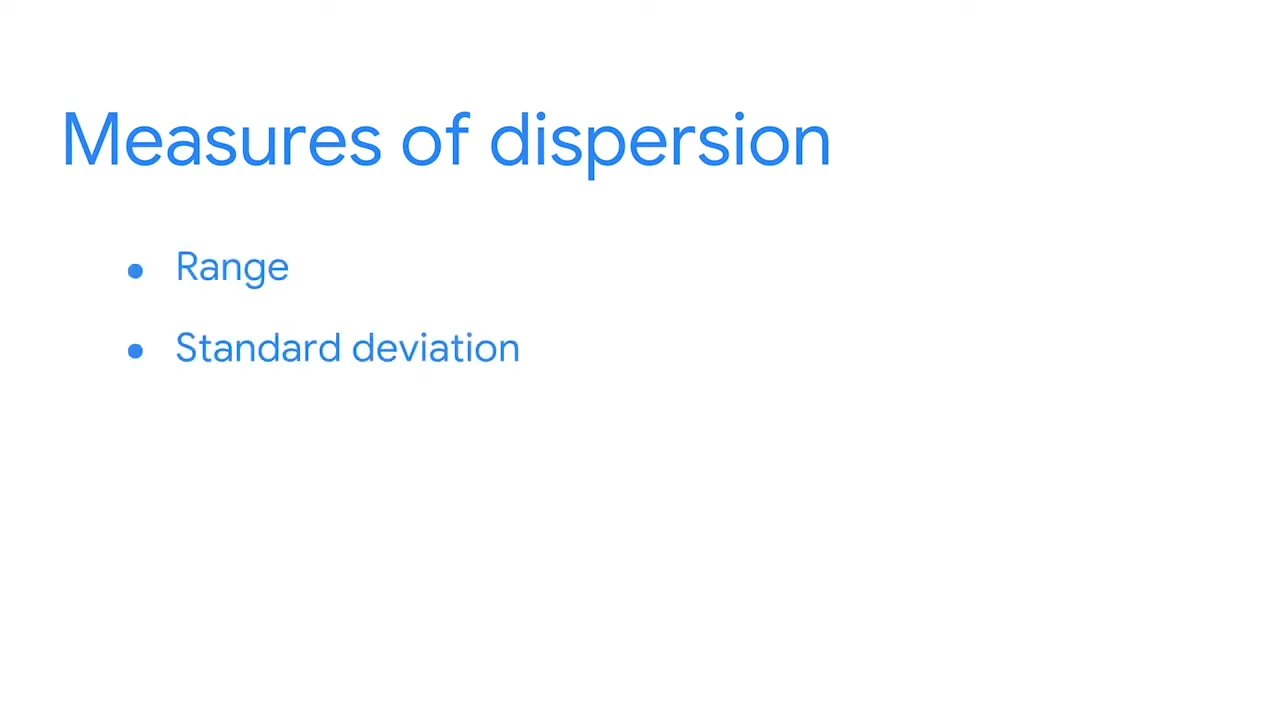 Measures of dispersion
• Range
• Standard deviation